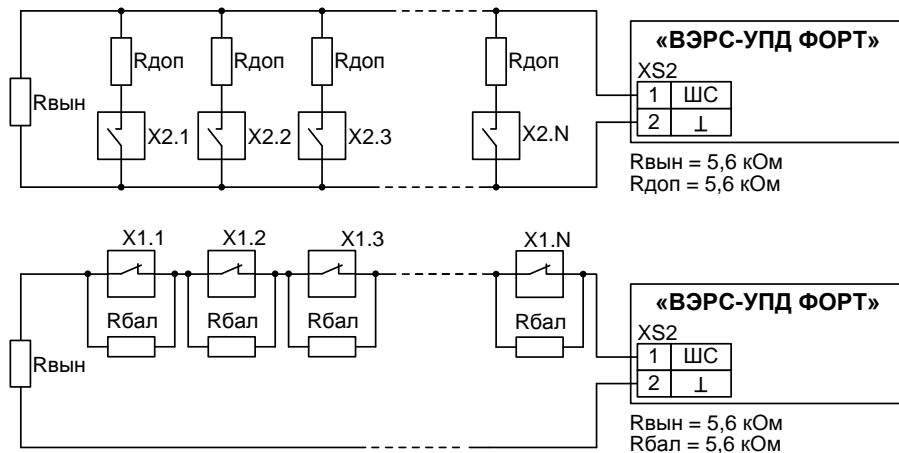 Rдоп Rдоп Rдоп Rдоп
Rвын
X2.1 X2.2 X2.3 X2.N
«ВЭРС-УПД ФОРТ»
XS2
1 ШС
2 ⊥
Rвын = 5,6 кОм
Rдоп = 5,6 кОм
X1.1 X1.2 X1.3 X1.N
Rбал Rбал Rбал Rбал
Rвын
«ВЭРС-УПД ФОРТ»
XS2
1 ШС
2 ⊥
Rвын = 5,6 кОм
Rбал = 5,6 кОм